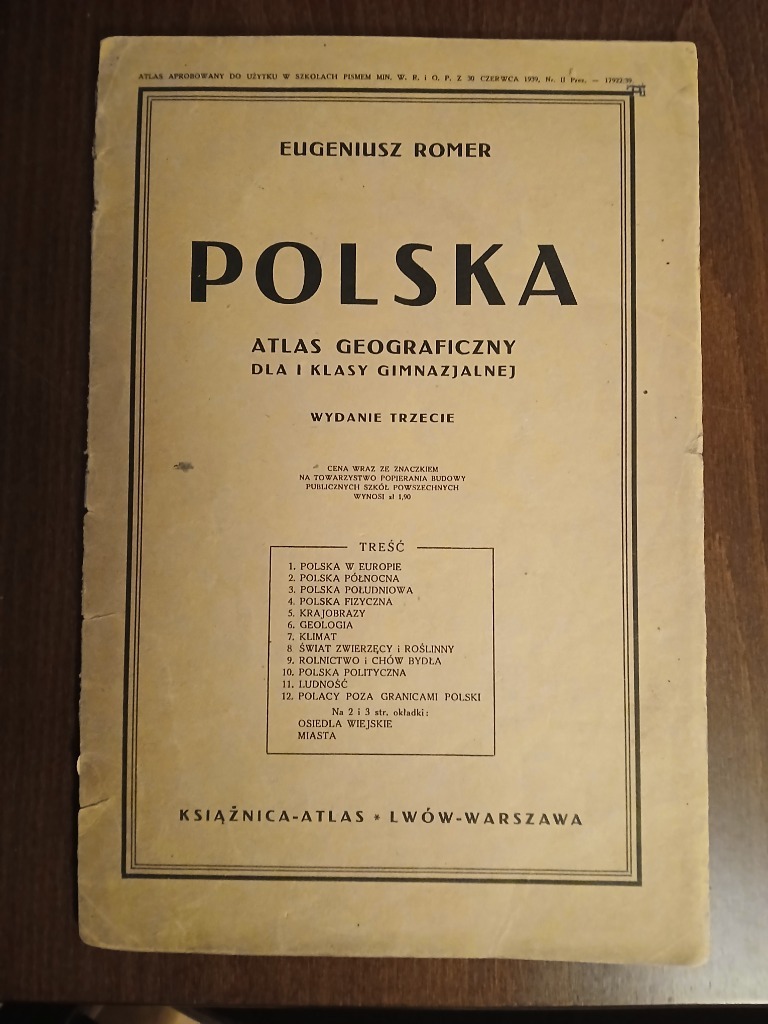 ATLAS APROBOWANY DO UŻYTKU W SZKOŁACH PISMEM MIN. W. R. i O. P. Z 30 CZERWCA 1939, Nr. II Prez. — 17922/39.
EUGENIUSZ ROMER
POLSKA
ATLAS GEOGRAFICZNY
DLA I KLASY GIMNAZJALNEJ
WYDANIE TRZECIE
CENA WRAZ ZE ZNACZKIEM
NA TOWARZYSTWO POPIERANIA BUDOWY
PUBLICZNYCH SZKÓŁ POWSZECHNYCH
WYNOSI zł 1,90
TREŚĆ
1. POLSKA W EUROPIE
2. POLSKA PÓŁNOCNA
3. POLSKA POŁUDNIOWA
4. POLSKA FIZYCZNA
5. KRAJOBRAZY
6. GEOLOGIA
7. KLIMAT
8 ŚWIAT ZWIERZĘCY i ROŚLINNY
9. ROLNICTWO i CHÓW BYDŁA
10. POLSKA POLITYCZNA
11. LUDNOŚĆ
12. POLACY POZA GRANICAMI POLSKI
Na 2 i 3 str. okładki:
OSIEDLA WIEJSKIE
MIASTA
KSIĄŻNICA-ATLAS * LWÓW-WARSZAWA